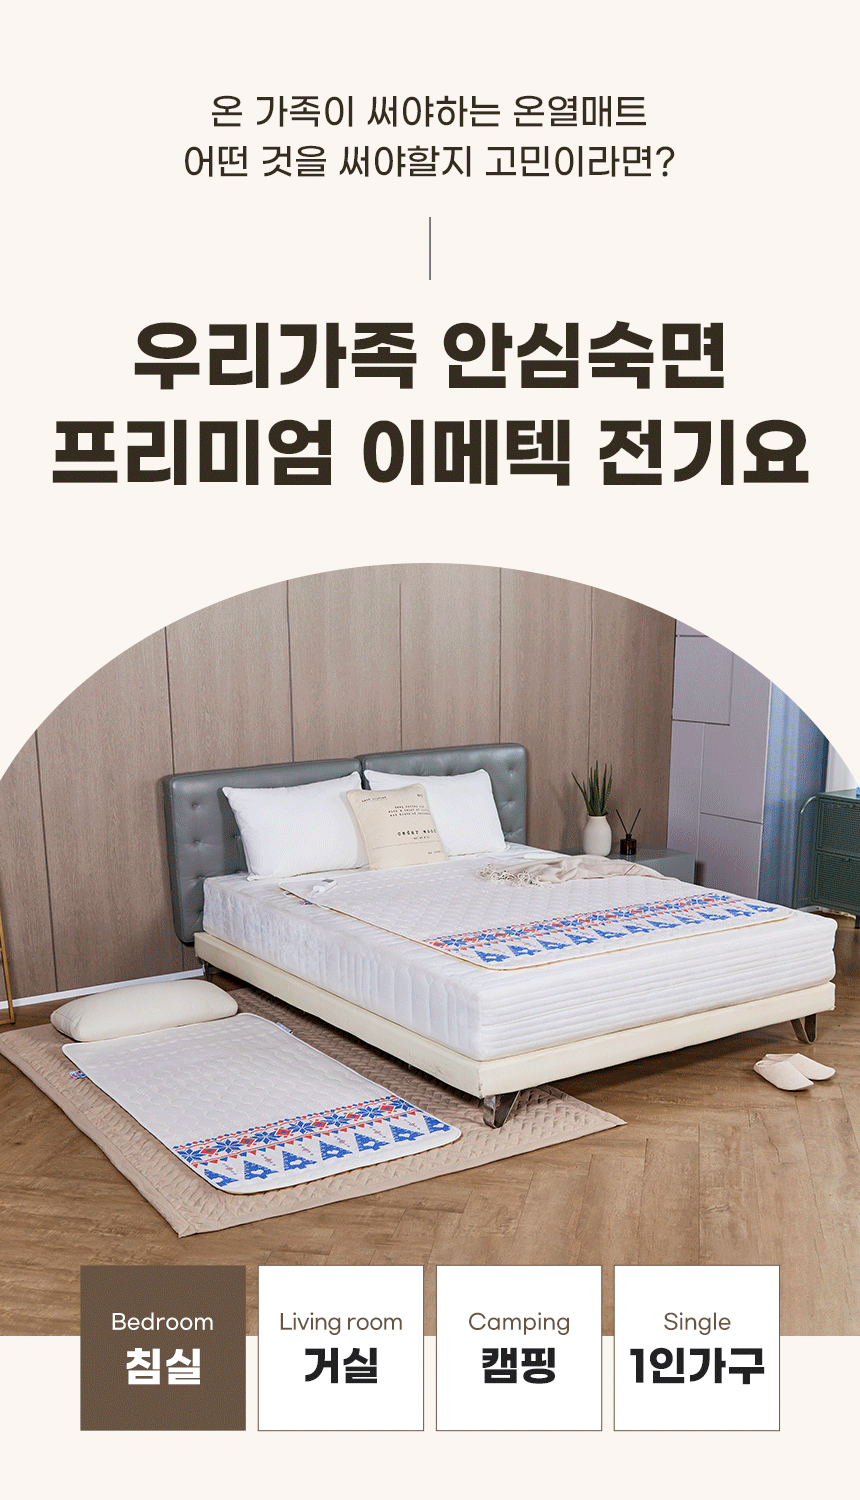 온 가족이 써야하는 온열매트
어떤 것을 써야할지 고민이라면?
우리가족 안심숙면
프리미엄 이메텍 전기요
Bedroom
침실
Living room
거실
Camping
캠핑
Single
1인가구